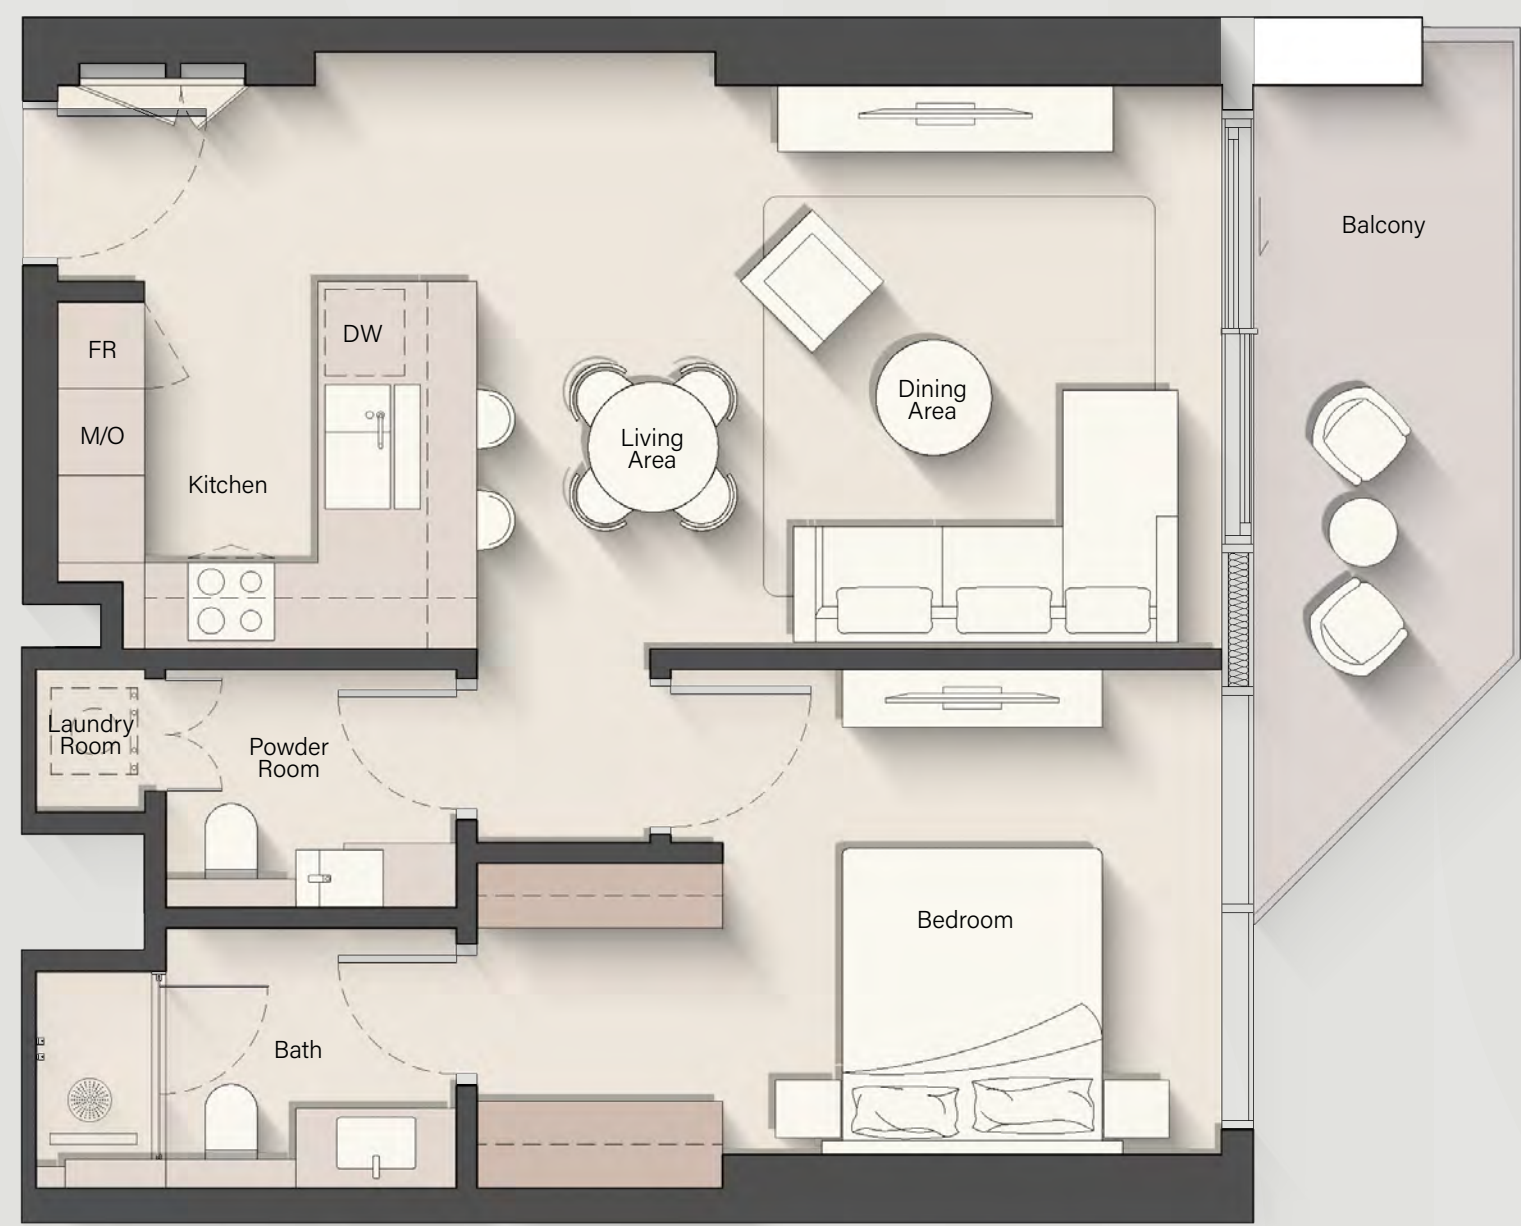 Balcony
FR
DW
M/O
Kitchen
Living
Area
Dining
Area
Laundry
Room
Powder
Room
Bedroom
Bath